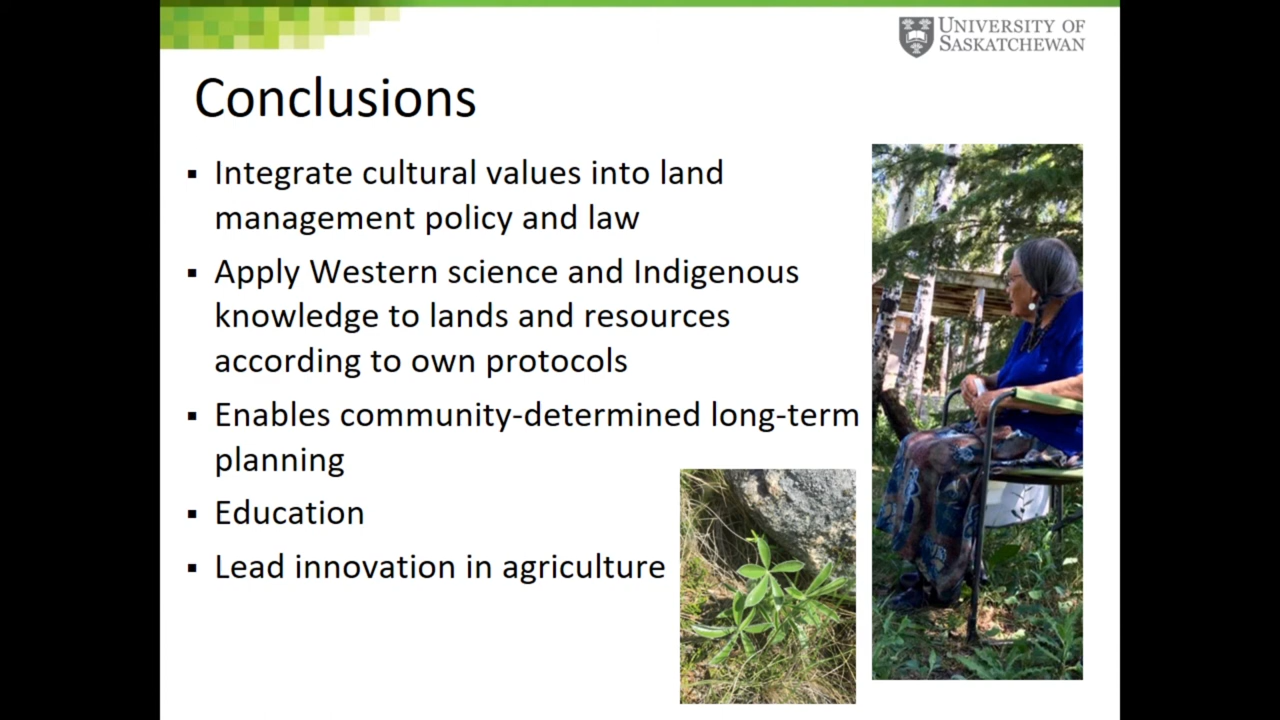 UNIVERSITY OF
SASKATCHEWAN
Conclusions
▪ Integrate cultural values into land
management policy and law
▪ Apply Western science and Indigenous
knowledge to lands and resources
according to own protocols
▪ Enables community-determined long-term
planning
▪ Education
▪ Lead innovation in agriculture